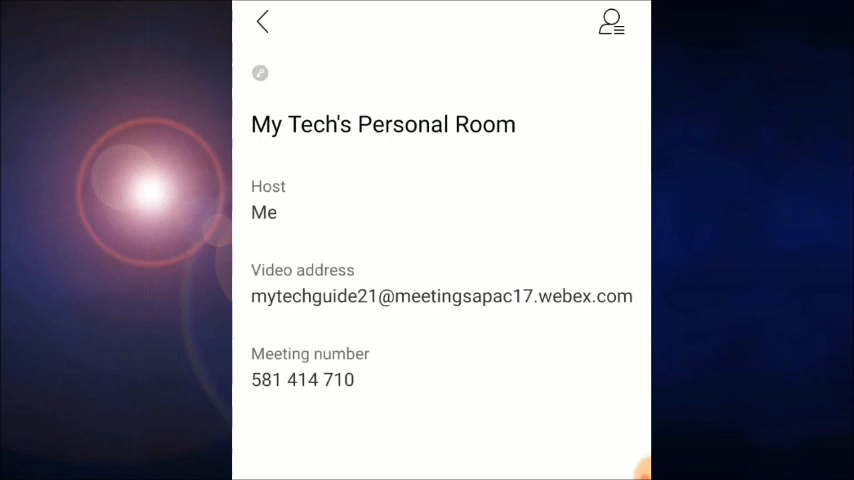 My Tech's Personal Room
Host
Me
Video address
mytechguide21@meetingsapac17.webex.com
Meeting number
581 414 710